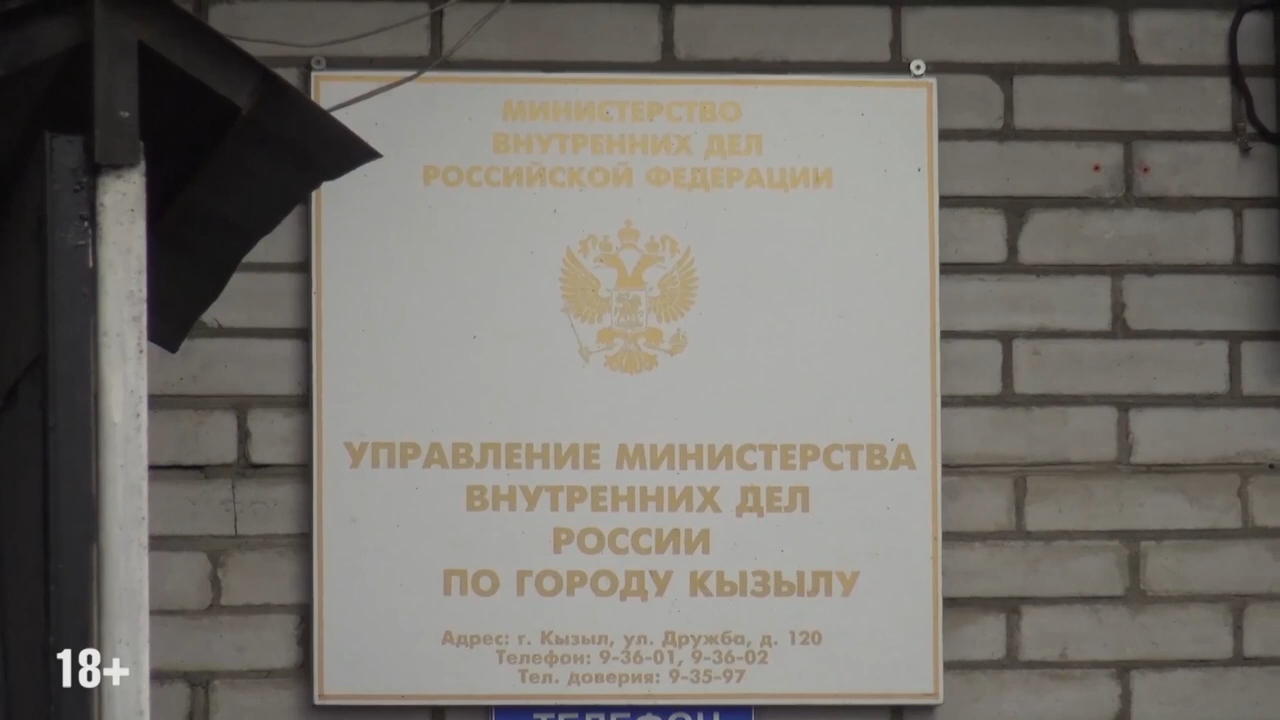 МИНИСТЕРСТВО
ВНУТРЕННИХ ДЕЛ
РОССИЙСКОЙ ФЕДЕРАЦИИ
УПРАВЛЕНИЕ МИНИСТЕРСТВА
ВНУТРЕННИХ ДЕЛ
РОССИИ
ПО ГОРОДУ КЫЗЫЛУ
Адрес: г. Кызыл, ул. Дружба, д. 120
Телефон: 9-36-01, 9-36-02
Тел. доверия: 9-35-97
18+
ТЕЛЕФОН